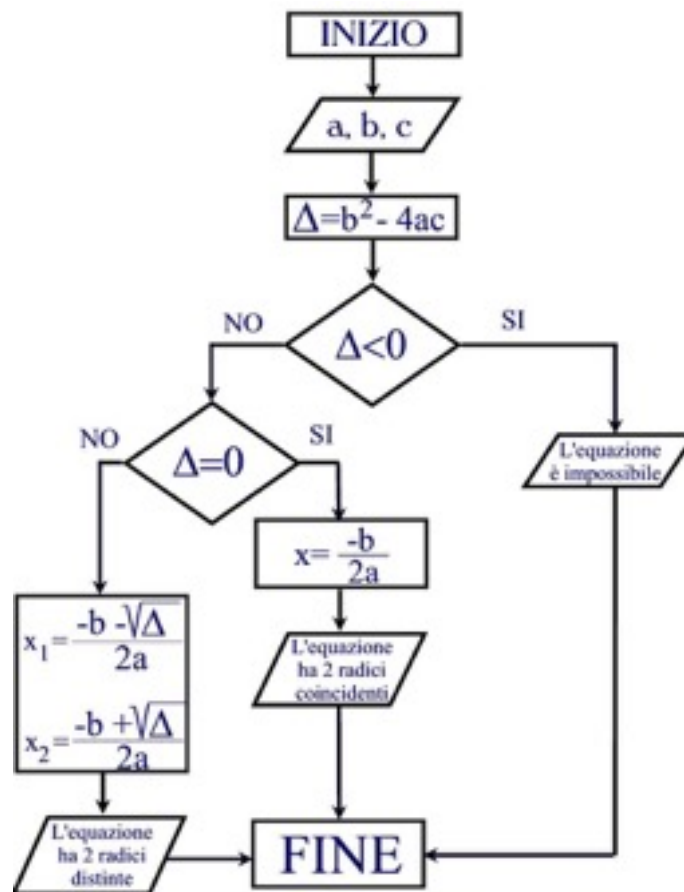 INIZIO
a, b, c
Δ=b² - 4ac
Δ<0
NO
SI
Δ=0
NO
SI
L'equazione
è impossibile
x= -b
2a
L'equazione
ha 2 radici
coincidenti
x₁= -b -√Δ
2a
x₂= -b +√Δ
2a
L'equazione
ha 2 radici
distinte
FINE